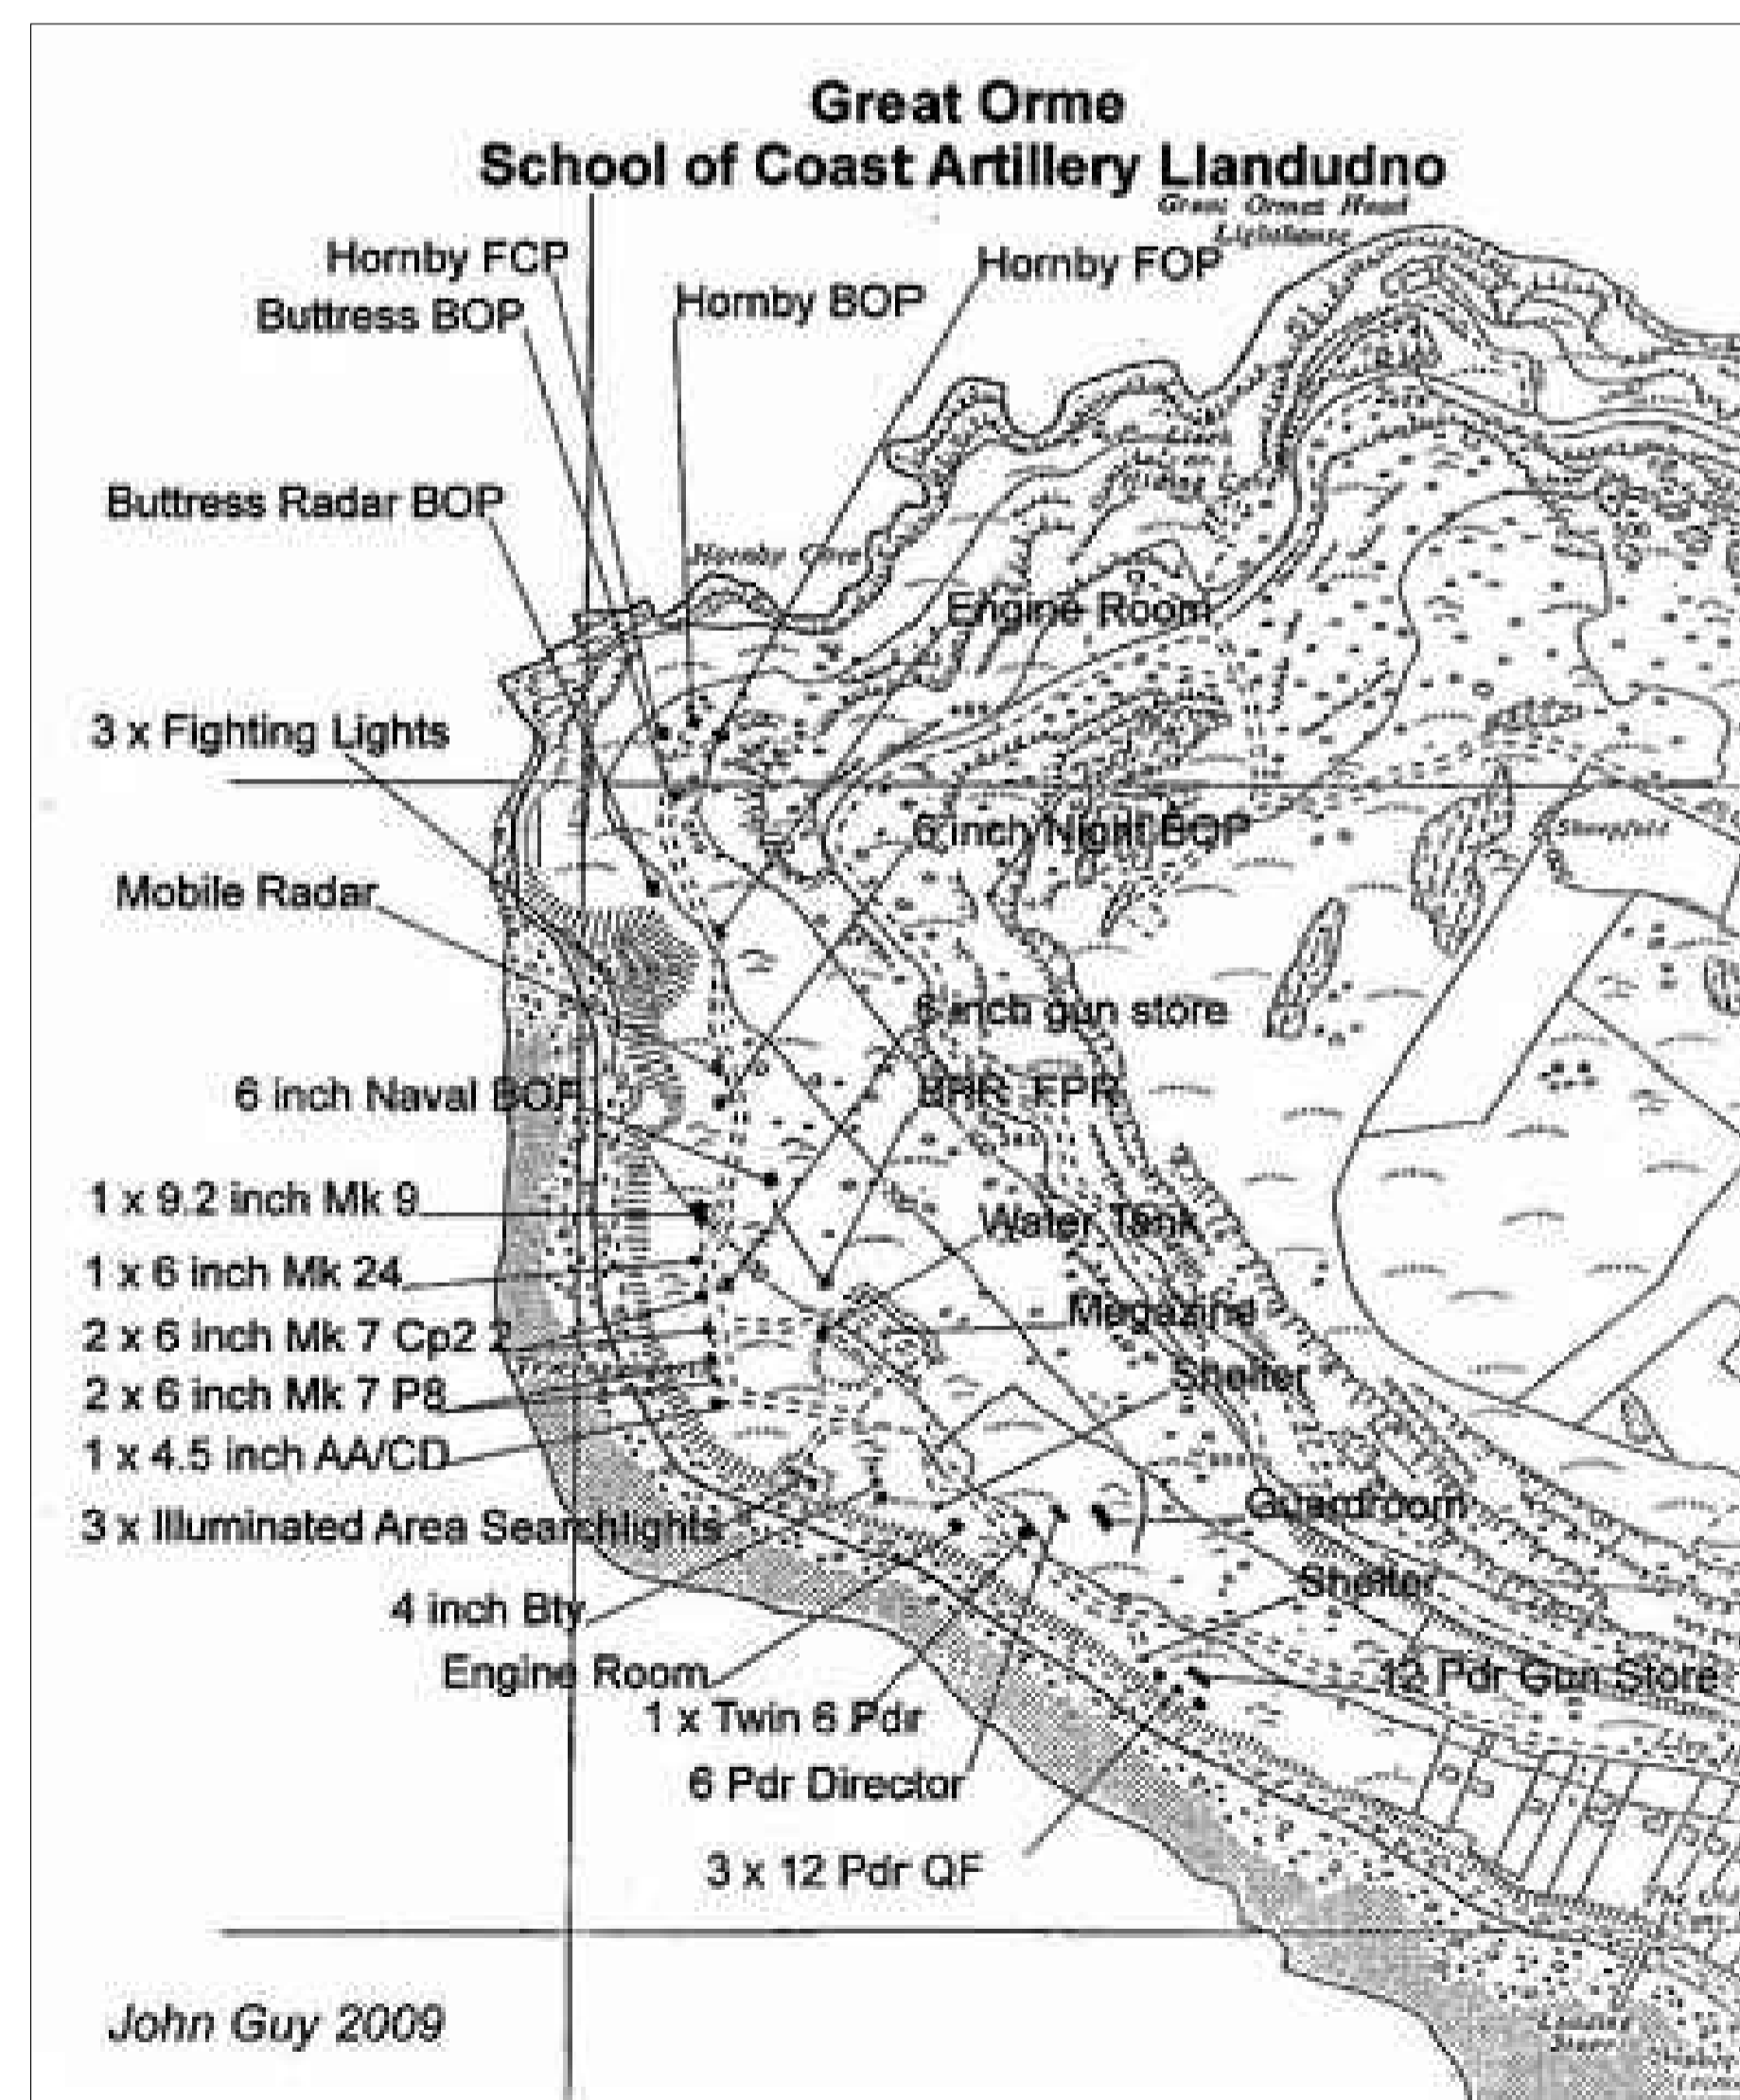 Great Orme
School of Coast Artillery Llandudno
Great Ormes Head
Lighthouse
Hornby FCP
Hornby FOP
Buttress BOP
Hornby BOP
Buttress Radar BOP
Hornby Cave
Engine Room
3 x Fighting Lights
6 inch Night BOP
Sheepfold
Mobile Radar
6 inch gun store
6 inch Naval BOP
BRR FPR
1 x 9.2 inch Mk 9
Water Tank
1 x 6 inch Mk 24
Magazine
2 x 6 inch Mk 7 Cp2 2
Shelter
2 x 6 inch Mk 7 P8
1 x 4.5 inch AA/CD
Guardroom
3 x Illuminated Area Searchlights
Shelter
4 inch Bty
Engine Room
12 Pdr Gun Store
1 x Twin 6 Pdr
6 Pdr Director
3 x 12 Pdr QF
John Guy 2009
Landing